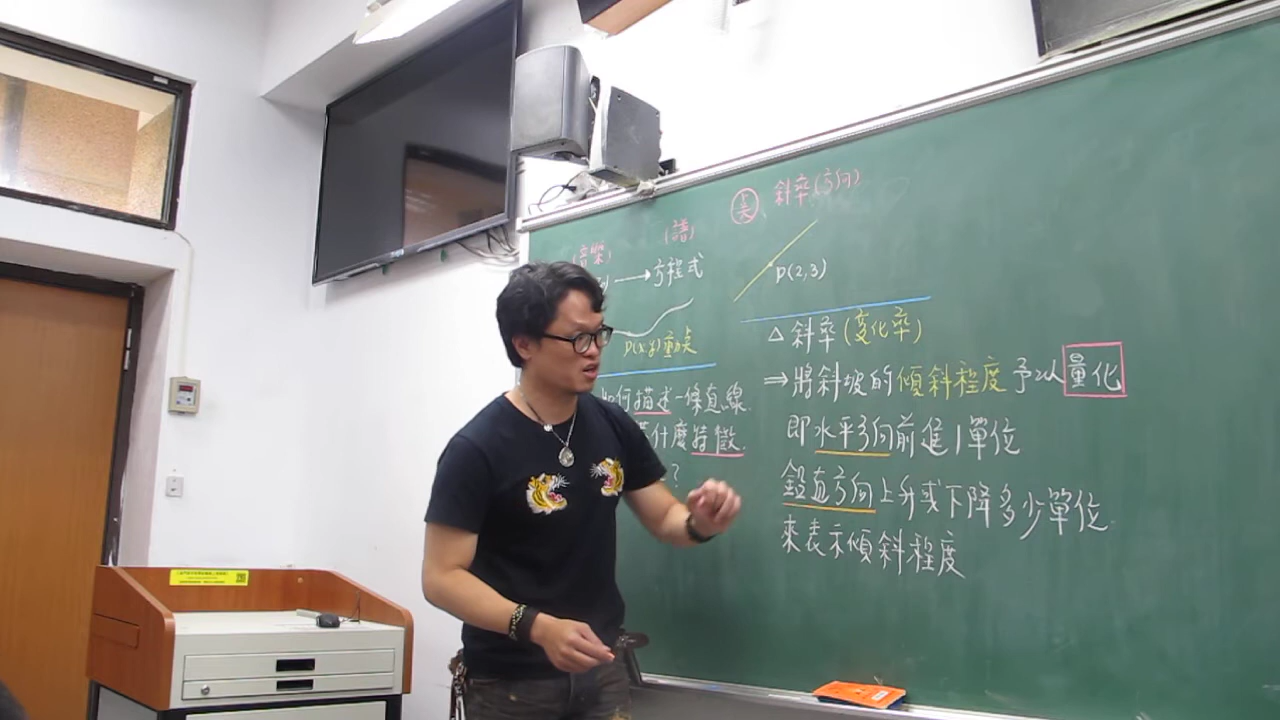 (音樂) (譜)
→方程式
P(x,y)動點
如何描述一條直線
什麼特徵
?
斜率(方向)
P(2,3)
△斜率(變化率)
⇒將斜坡的傾斜程度予以量化
即水平方向前進1單位
鉛直方向上升或下降多少單位
來表示傾斜程度